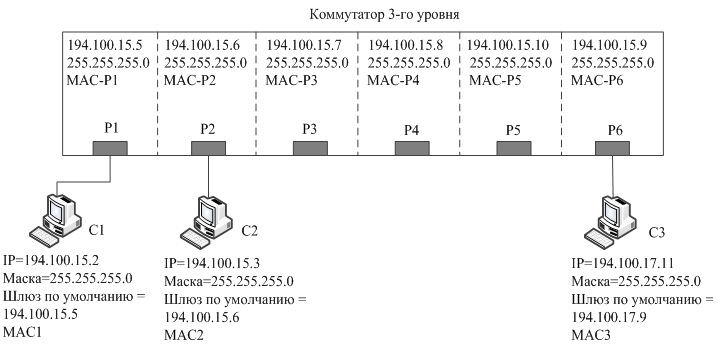 Коммутатор 3-го уровня
194.100.15.5 194.100.15.6 194.100.15.7 194.100.15.8 194.100.15.10 194.100.15.9
255.255.255.0 255.255.255.0 255.255.255.0 255.255.255.0 255.255.255.0 255.255.255.0
MAC-P1 MAC-P2 MAC-P3 MAC-P4 MAC-P5 MAC-P6
P1 P2 P3 P4 P5 P6
C1 C2 C3
IP=194.100.15.2
Маска=255.255.255.0
Шлюз по умолчанию =
194.100.15.5
MAC1
IP=194.100.15.3
Маска=255.255.255.0
Шлюз по умолчанию =
194.100.15.6
MAC2
IP=194.100.17.11
Маска=255.255.255.0
Шлюз по умолчанию =
194.100.17.9
MAC3